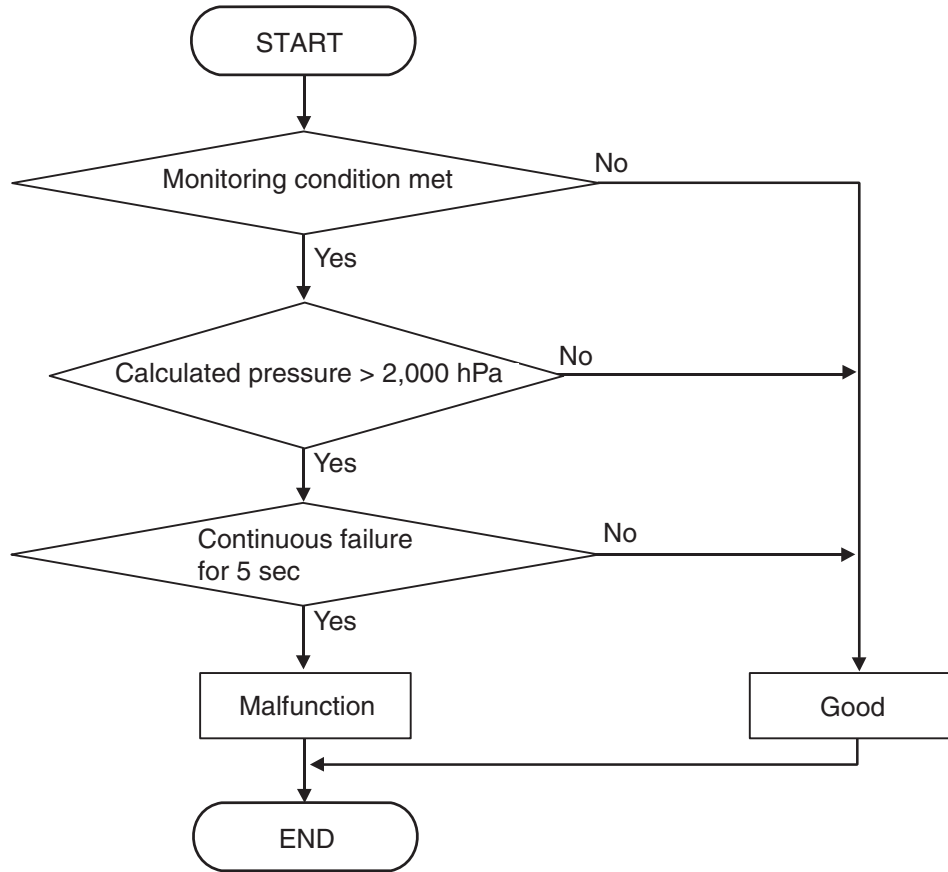 START
Monitoring condition met
No
Yes
Calculated pressure > 2,000 hPa
No
Yes
Continuous failure
for 5 sec
No
Yes
Malfunction
Good
END